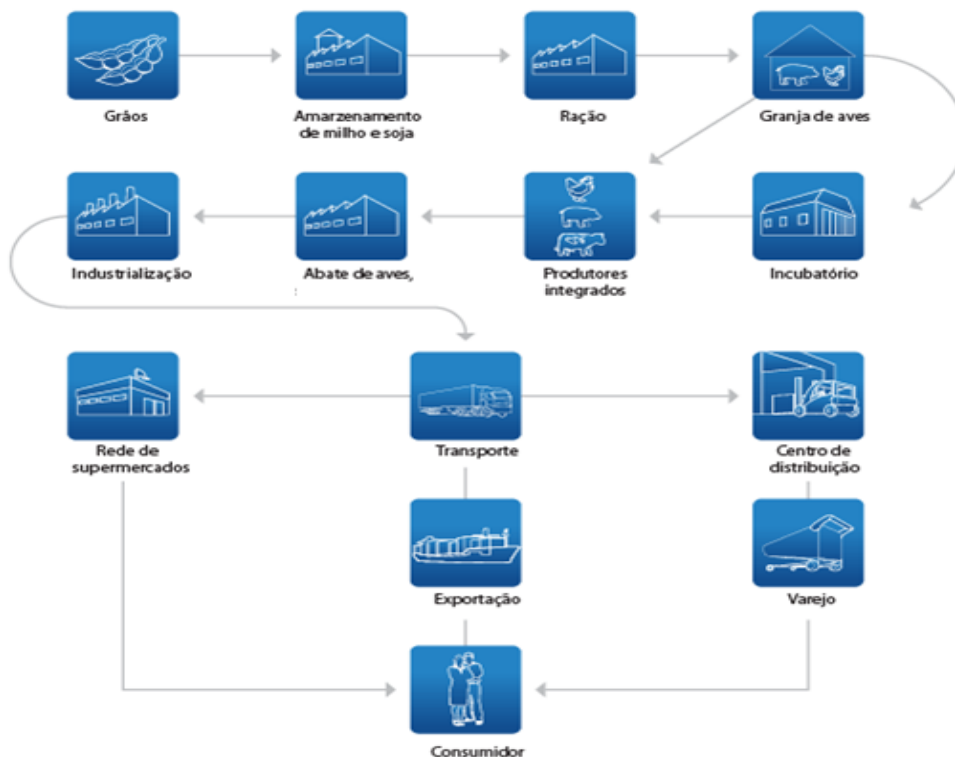 Grãos
Amarzenamento
de milho e soja
Ração
Granja de aves
Industrialização
Abate de aves,
:
Produtores
integrados
Incubatório
Rede de
supermercados
Transporte
Centro de
distribuição
Exportação
Varejo
Consumidor